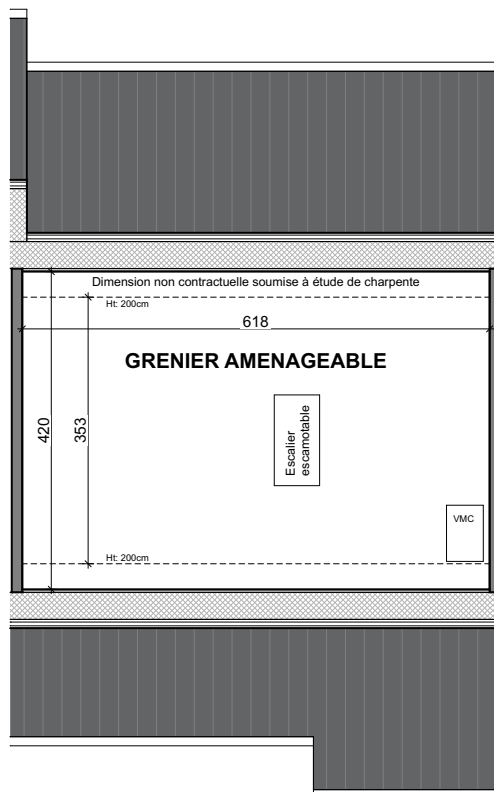 Dimension non contractuelle soumise à étude de charpente
Ht: 200cm
618
GRENIER AMENAGEABLE
420
353
Escalier
escamotable
VMC
Ht: 200cm